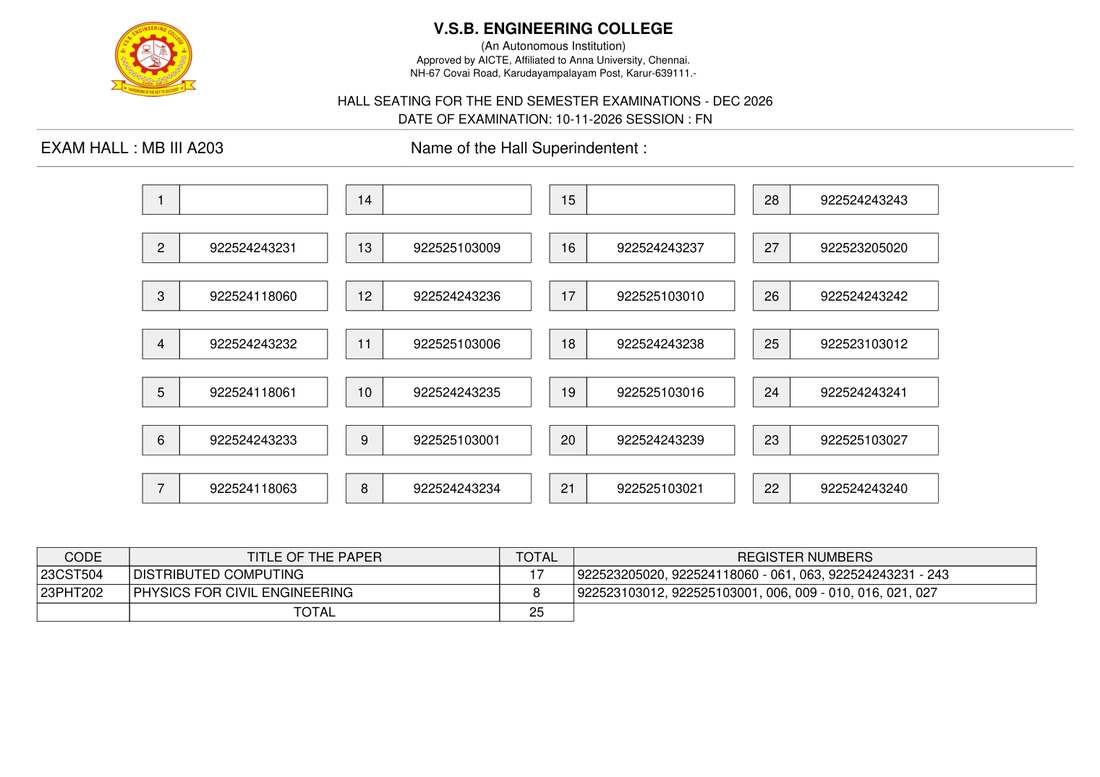 V.S.B. ENGINEERING COLLEGE
(An Autonomous Institution)
Approved by AICTE, Affiliated to Anna University, Chennai.
NH-67 Covai Road, Karudayampalayam Post, Karur-639111.-
HALL SEATING FOR THE END SEMESTER EXAMINATIONS - DEC 2026
DATE OF EXAMINATION: 10-11-2026 SESSION : FN
EXAM HALL : MB III A203 Name of the Hall Superindentent :
1 14 15 28 922524243243
2 922524243231 13 922525103009 16 922524243237 27 922523205020
3 922524118060 12 922524243236 17 922525103010 26 922524243242
4 922524243232 11 922525103006 18 922524243238 25 922523103012
5 922524118061 10 922524243235 19 922525103016 24 922524243241
6 922524243233 9 922525103001 20 922524243239 23 922525103027
7 922524118063 8 922524243234 21 922525103021 22 922524243240
CODE TITLE OF THE PAPER TOTAL REGISTER NUMBERS
23CST504 DISTRIBUTED COMPUTING 17 922523205020, 922524118060 - 061, 063, 922524243231 - 243
23PHT202 PHYSICS FOR CIVIL ENGINEERING 8 922523103012, 922525103001, 006, 009 - 010, 016, 021, 027
TOTAL 25